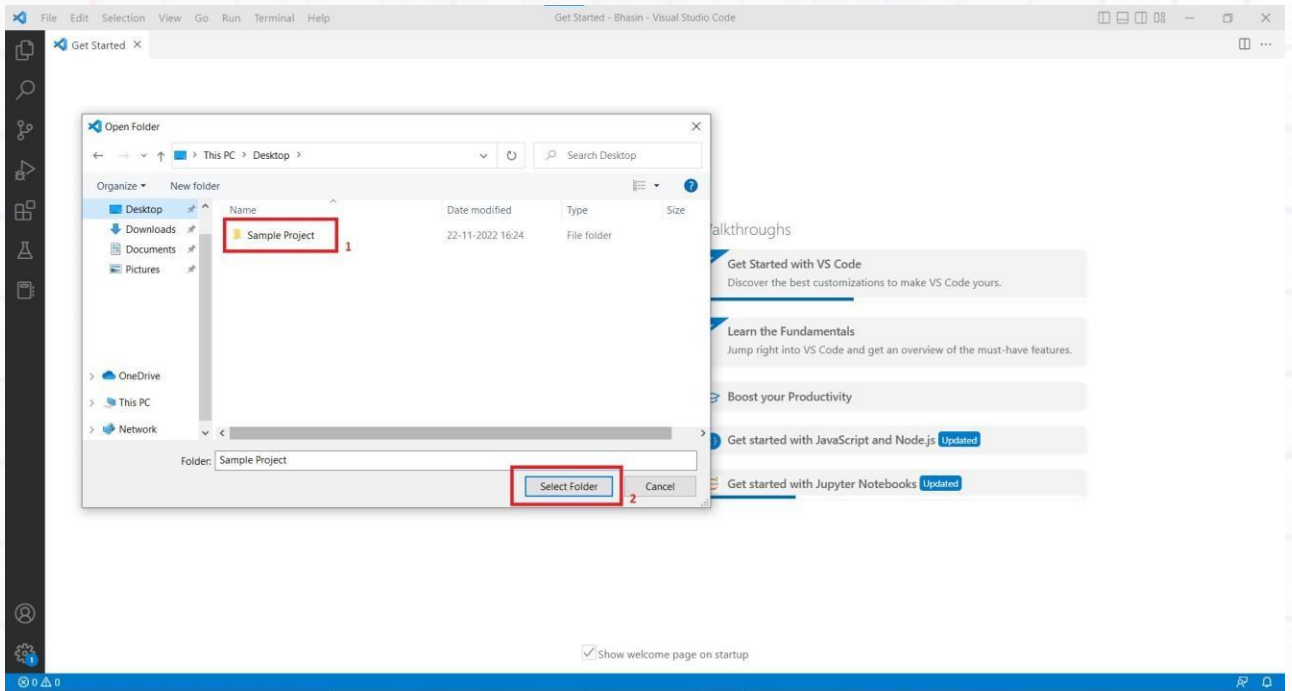 File Edit Selection View Go Run Terminal Help
Get Started - Bhasin - Visual Studio Code
Get Started
Open Folder
This PC > Desktop >
Search Desktop
Organize New folder
Desktop
Downloads
Documents
Pictures
OneDrive
This PC
Network
Name Date modified Type Size
Sample Project 22-11-2022 16:24 File folder
1
Folder: Sample Project
Select Folder Cancel
2
alkthroughs
Get Started with VS Code
Discover the best customizations to make VS Code yours.
Learn the Fundamentals
Jump right into VS Code and get an overview of the must-have features.
Boost your Productivity
Get started with JavaScript and Node.js Updated
Get started with Jupyter Notebooks Updated
Show welcome page on startup
1
0 0